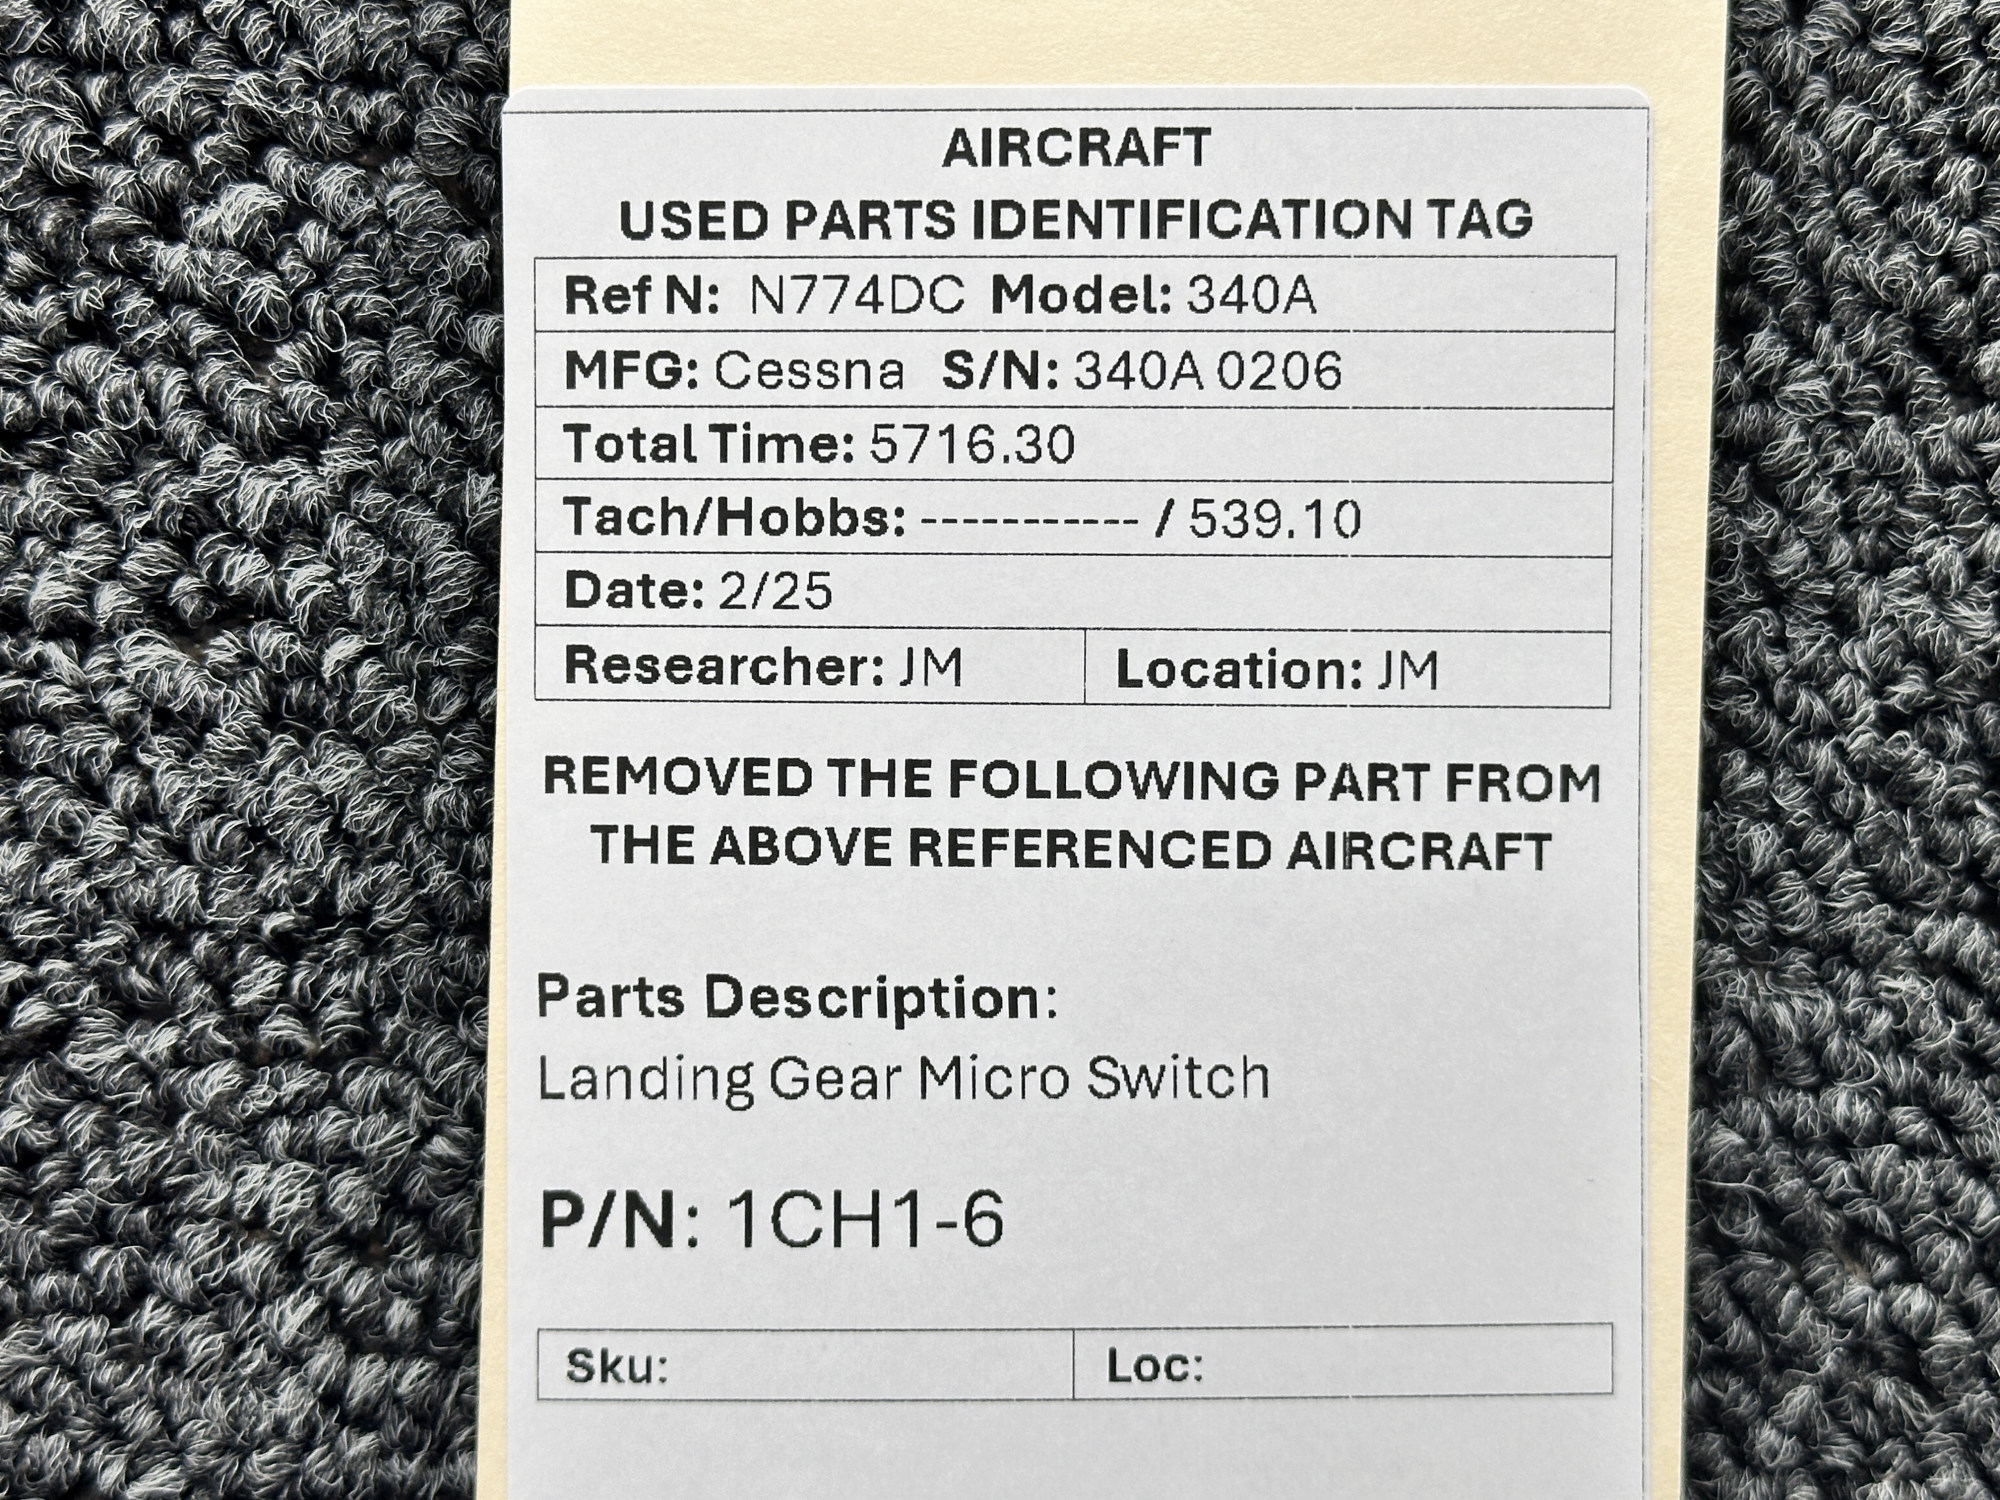 AIRCRAFT
USED PARTS IDENTIFICATION TAG
Ref N: N774DC Model: 340A
MFG: Cessna S/N: 340A 0206
Total Time: 5716.30
Tach/Hobbs: ----------- / 539.10
Date: 2/25
Researcher: JM Location: JM
REMOVED THE FOLLOWING PART FROM
THE ABOVE REFERENCED AIRCRAFT
Parts Description:
Landing Gear Micro Switch
P/N: 1CH1-6
Sku: Loc: